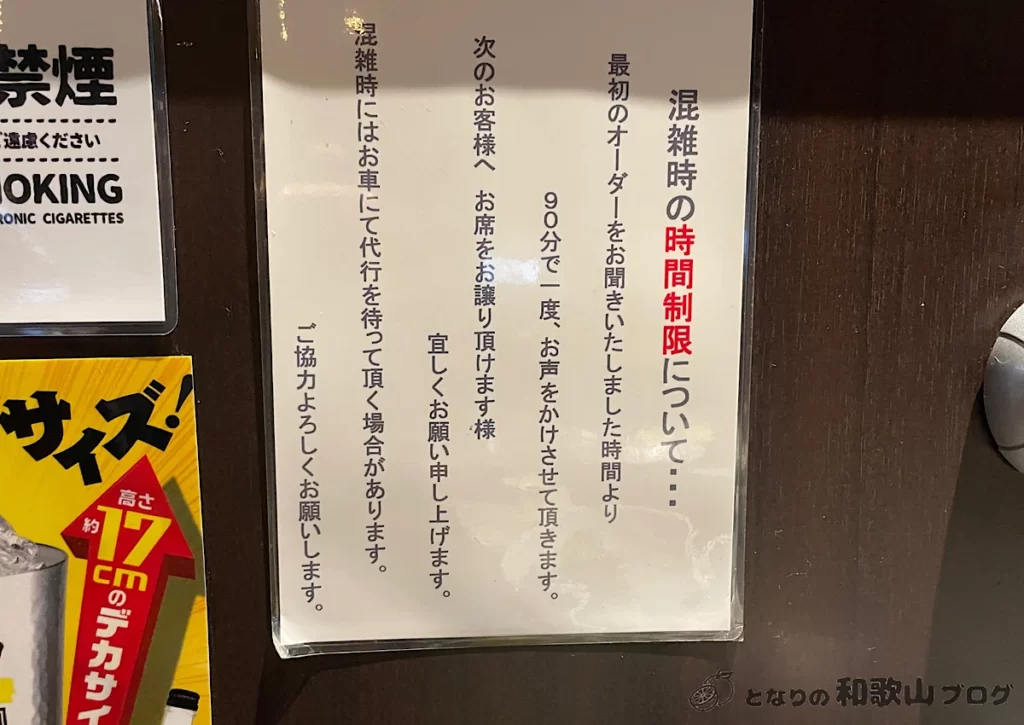 混雑時の時間制限について・・・
最初のオーダーをお聞きいたしました時間より
90分で一度、お声をかけさせて頂きます。
次のお客様へ お席をお譲り頂けます様
宜しくお願い申し上げます。
混雑時にはお車にて代行を待って頂く場合があります。
ご協力よろしくお願いします。
禁煙
ご遠慮ください
MOKING
RONIC CIGARETTES
サイズ!
高さ
約17cmのデカサイ
となりの和歌山ブログ